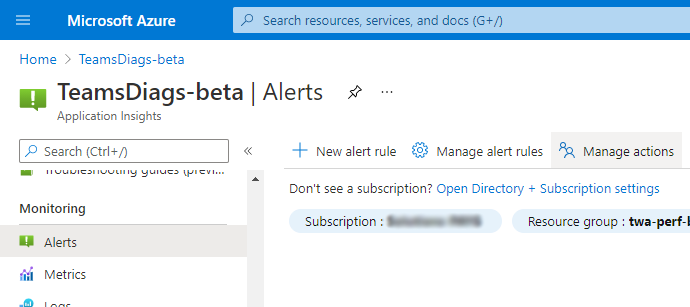 Microsoft Azure
Search resources, services, and docs (G+/)
Home > TeamsDiags-beta
TeamsDiags-beta | Alerts
Application Insights
Search (Ctrl+/)
«
New alert rule
Manage alert rules
Manage actions
Troubleshooting guides (previ...
Don't see a subscription? Open Directory + Subscription settings
Monitoring
Subscription :
Resource group : twa-perf-
Alerts
Metrics
Logs